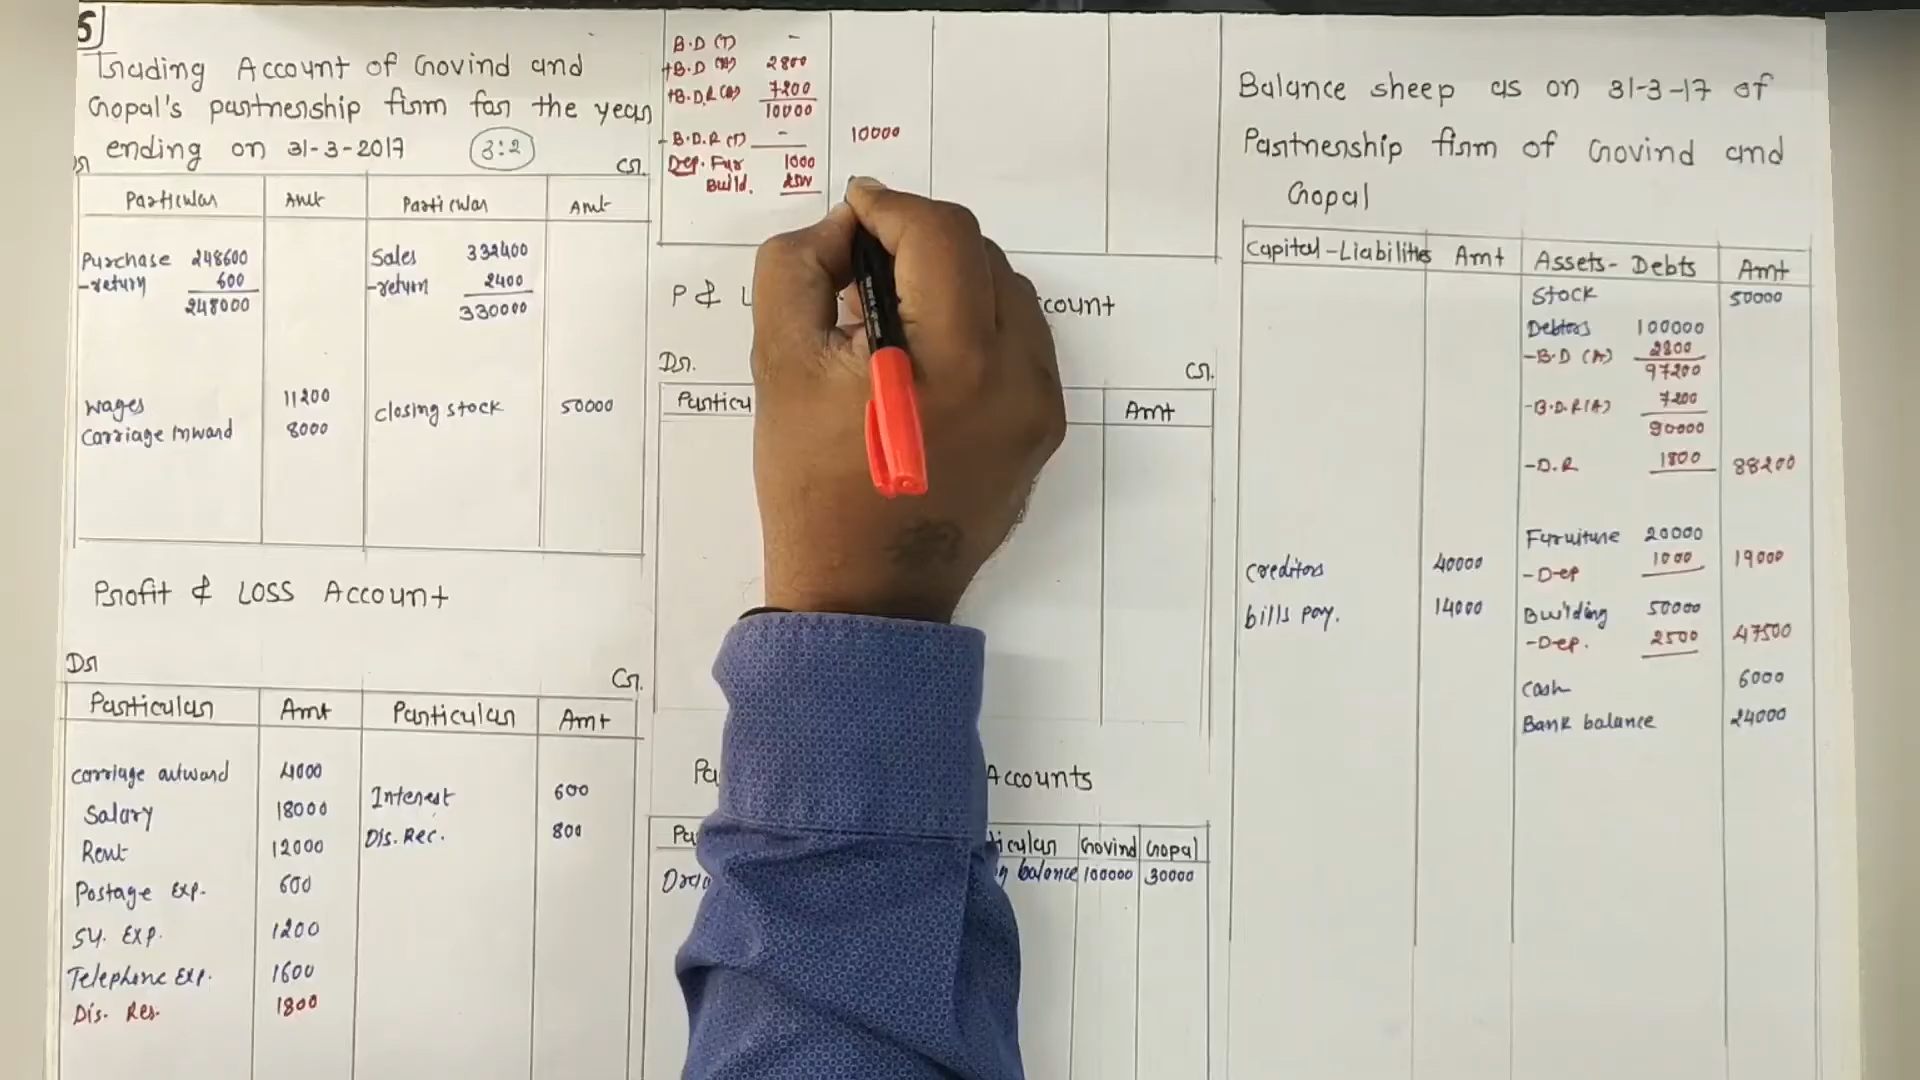 5
Trading Account of Govind and
Gopal's partnership firm for the year
ending on 31-3-2017 3:2
Dr Cr.
Particular Amt Particular Amt
Purchase 248600 Sales 332400
-return 600 -return 2400
248000 330000
wages 11200 closing stock 50000
Carriage Inward 8000
Profit & Loss Account
Dr Cr.
Particular Amt Particular Amt
carriage outward 4000 Interest 600
Salary 18000 Dis. Rec. 800
Rent 12000
Postage Exp. 600
Sy. Exp. 1200
Telephone Exp. 1600
Dis. Res. 1800
B.D (T) -
+B.D (A) 2800
+B.D.R (A) 7200
10000
-B.D.R (T) - 10000
Dep. Fur 1000
Build. 2500
P & L
count
Dr. Cr.
Particu Amt
Pa Accounts
Pa ticular Govind Gopal
balance 100000 30000
Balance sheep as on 31-3-17 of
Partnership firm of Govind and
Gopal
Capital-Liabilities Amt Assets-Debts Amt
Stock 50000
Debtors 100000
-B.D (A) 2800
97200
-B.D.R(A) 7200
90000
-D.R 1800 88200
Furuiture 20000
creditors 40000 -Dep 1000 19000
bills pay. 14000 Building 50000
-Dep. 2500 47500
Cash 6000
Bank balance 24000